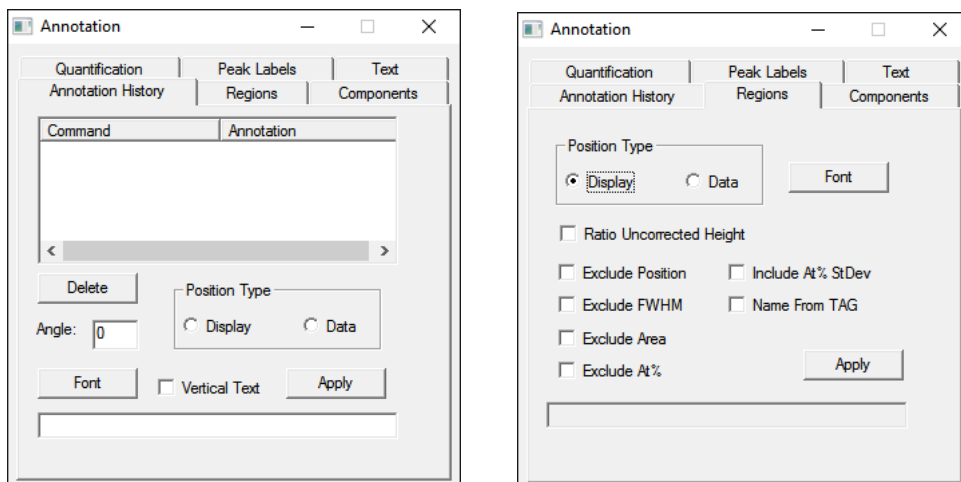 Annotation
Quantification Peak Labels Text
Annotation History Regions Components
Command Annotation
Delete
Position Type
Angle: 0
Display Data
Font
Vertical Text
Apply
Annotation
Quantification Peak Labels Text
Annotation History Regions Components
Position Type
Display Data
Font
Ratio Uncorrected Height
Exclude Position Include At% StDev
Exclude FWHM Name From TAG
Exclude Area
Exclude At%
Apply